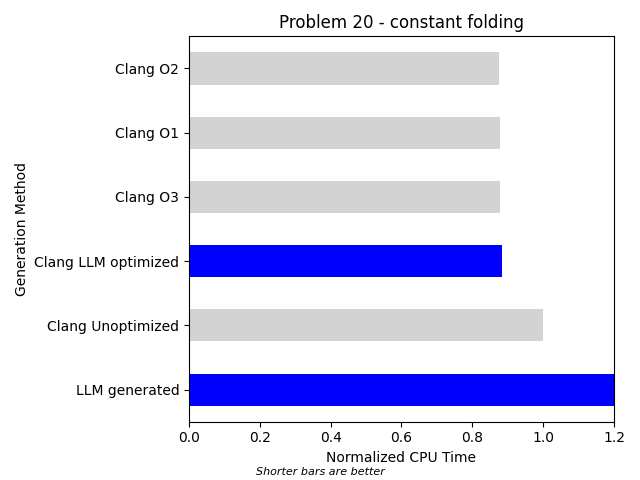 Problem 20 - constant folding
Generation Method
Clang O2
Clang O1
Clang O3
Clang LLM optimized
Clang Unoptimized
LLM generated
0.0 0.2 0.4 0.6 0.8 1.0 1.2
Normalized CPU Time
Shorter bars are better